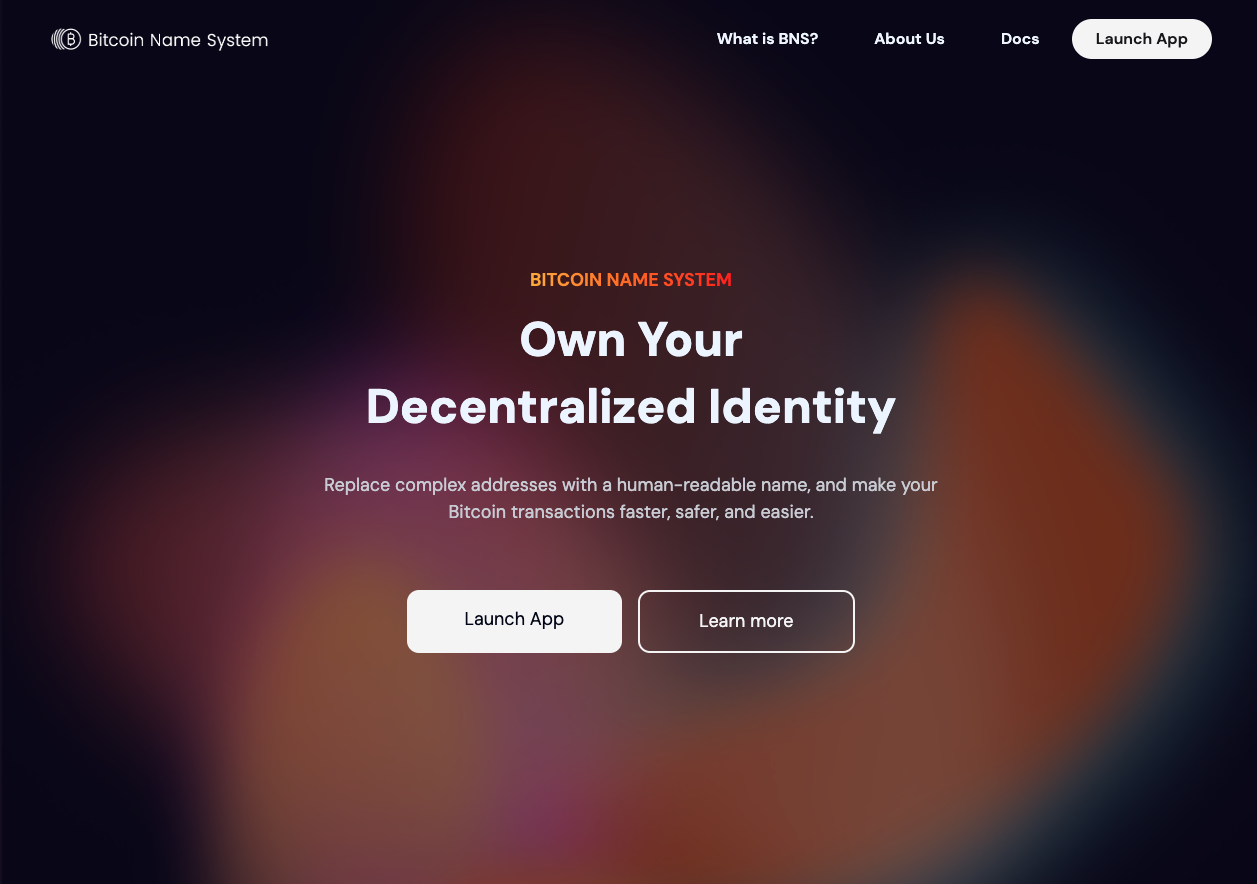 Bitcoin Name System
What is BNS?
About Us
Docs
Launch App
BITCOIN NAME SYSTEM
Own Your
Decentralized Identity
Replace complex addresses with a human-readable name, and make your
Bitcoin transactions faster, safer, and easier.
Launch App
Learn more